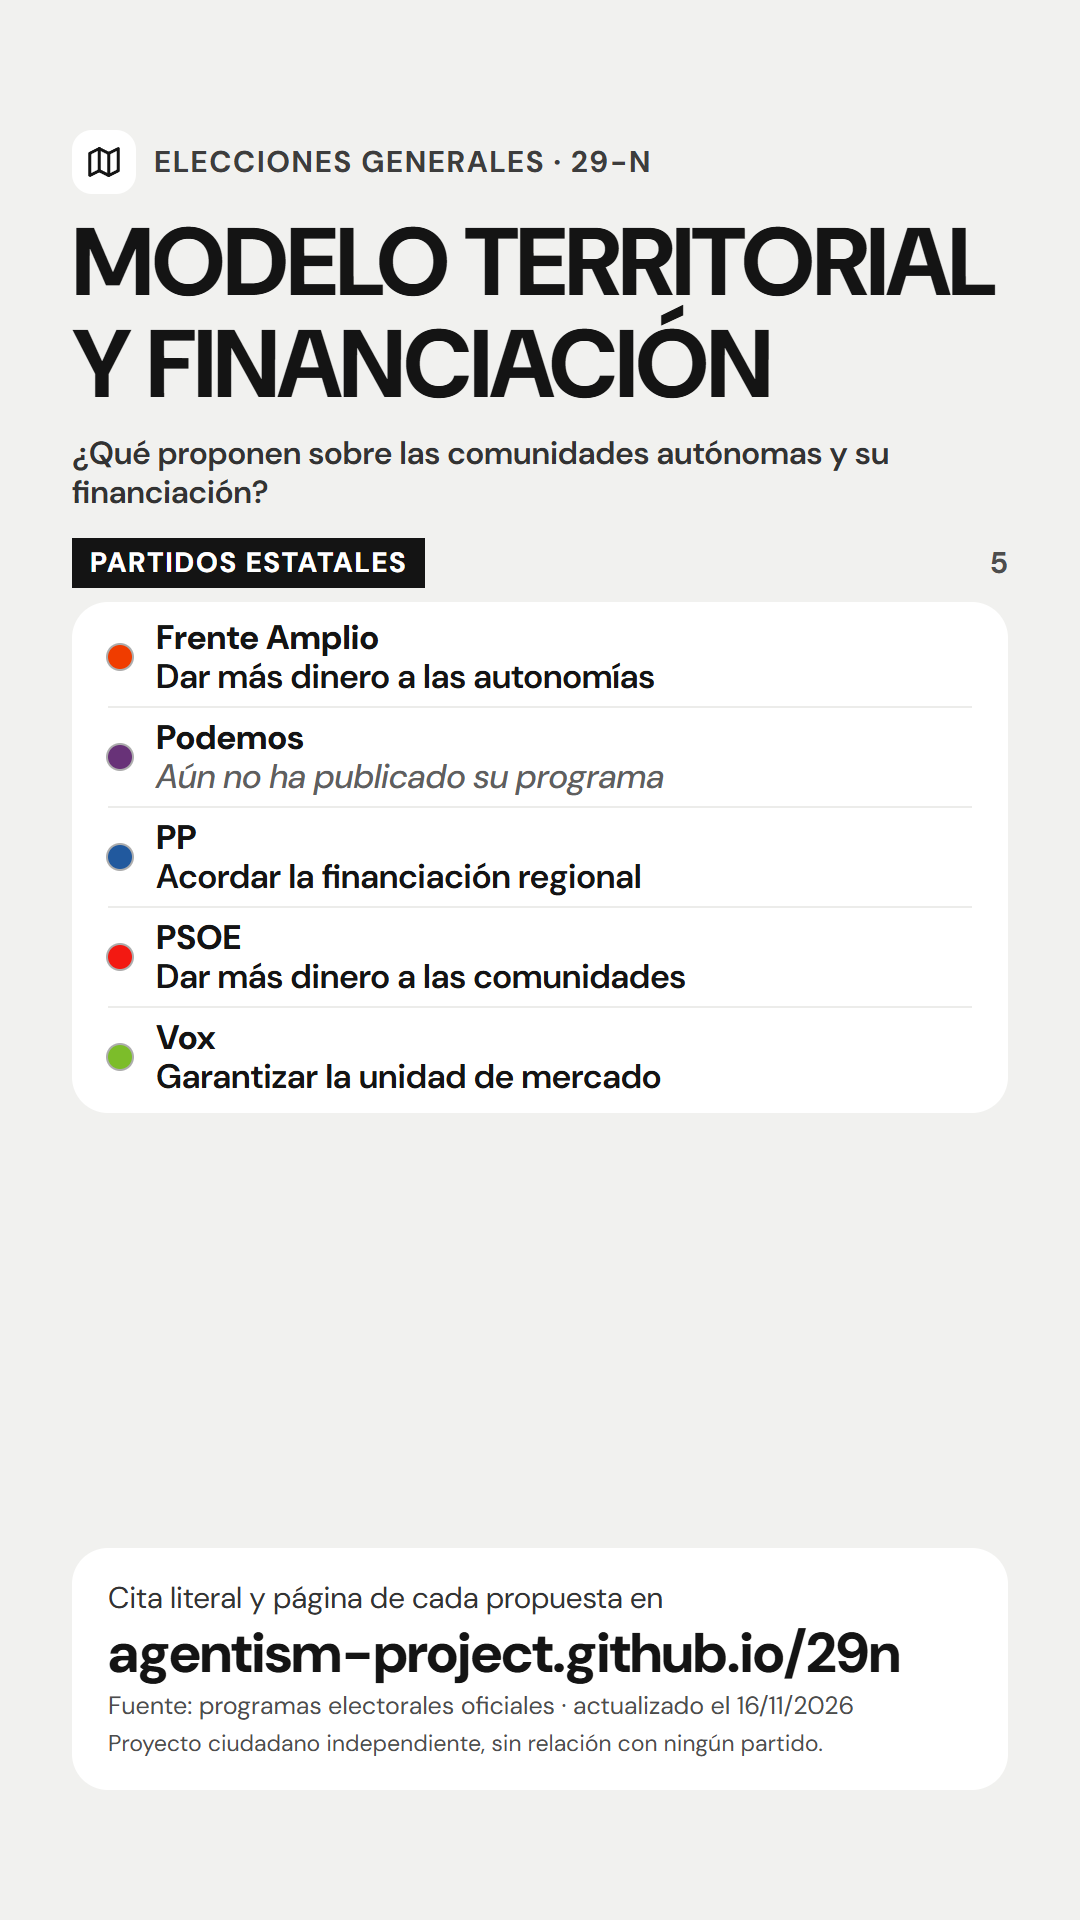 ELECCIONES GENERALES · 29-N
MODELO TERRITORIAL
Y FINANCIACIÓN
¿Qué proponen sobre las comunidades autónomas y su
financiación?
PARTIDOS ESTATALES 5
Frente Amplio
Dar más dinero a las autonomías
Podemos
Aún no ha publicado su programa
PP
Acordar la financiación regional
PSOE
Dar más dinero a las comunidades
Vox
Garantizar la unidad de mercado
Cita literal y página de cada propuesta en
agentism-project.github.io/29n
Fuente: programas electorales oficiales · actualizado el 16/11/2026
Proyecto ciudadano independiente, sin relación con ningún partido.